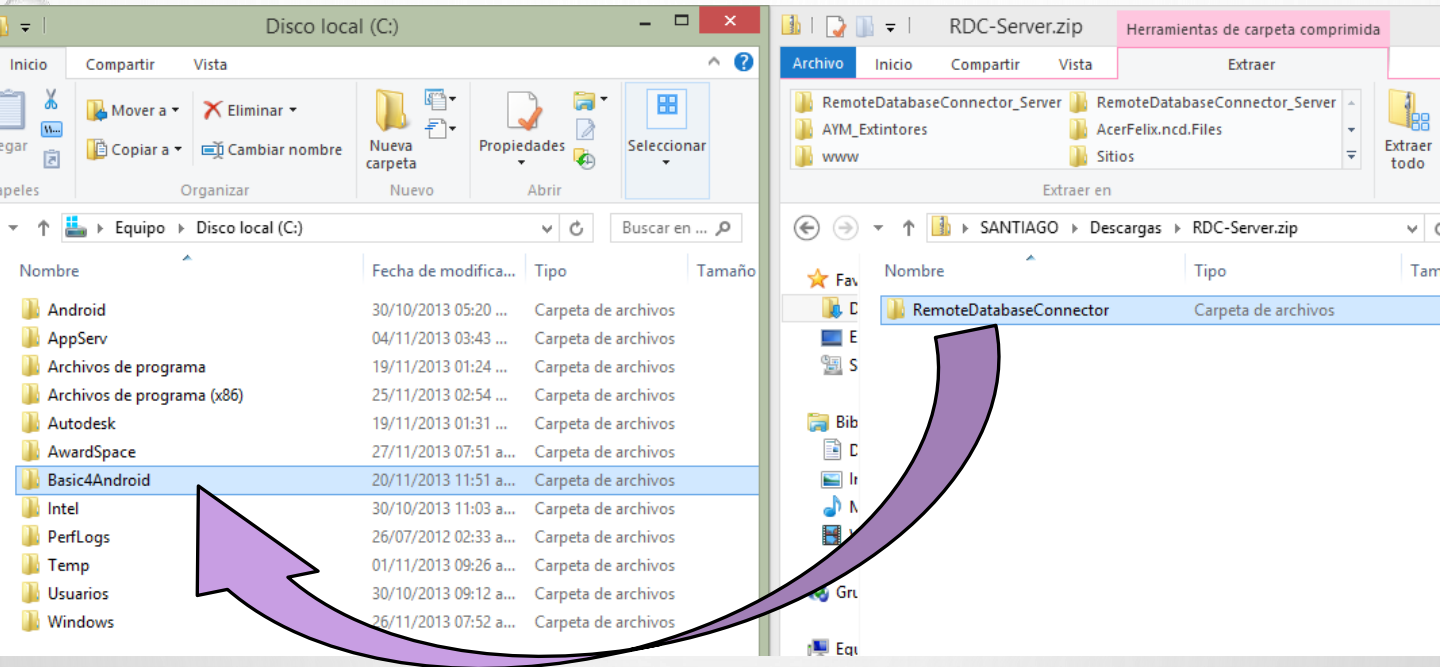 Disco local (C:)
Inicio Compartir Vista
Mover a Eliminar
Copiar a Cambiar nombre
Nueva carpeta
Propiedades
Seleccionar
Organizar Nuevo Abrir
Equipo Disco local (C:) Buscar en ...
Nombre Fecha de modifica... Tipo Tamaño
Android 30/10/2013 05:20 ... Carpeta de archivos
AppServ 04/11/2013 03:43 ... Carpeta de archivos
Archivos de programa 19/11/2013 01:24 ... Carpeta de archivos
Archivos de programa (x86) 25/11/2013 02:54 ... Carpeta de archivos
Autodesk 19/11/2013 01:31 ... Carpeta de archivos
AwardSpace 27/11/2013 07:51 a... Carpeta de archivos
Basic4Android 20/11/2013 11:51 a... Carpeta de archivos
Intel 30/10/2013 11:03 a... Carpeta de archivos
PerfLogs 26/07/2012 02:33 a... Carpeta de archivos
Temp 01/11/2013 09:26 a... Carpeta de archivos
Usuarios 30/10/2013 09:12 a... Carpeta de archivos
Windows 26/11/2013 07:52 a... Carpeta de archivos
RDC-Server.zip Herramientas de carpeta comprimida
Archivo Inicio Compartir Vista Extraer
RemoteDatabaseConnector_Server RemoteDatabaseConnector_Server
AYM_Extintores AcerFelix.ncd.Files
www Sitios
Extraer todo
Extraer en
SANTIAGO Descargas RDC-Server.zip
Nombre Tipo Tam
Fav
RemoteDatabaseConnector Carpeta de archivos
Bib
Gru
Equ